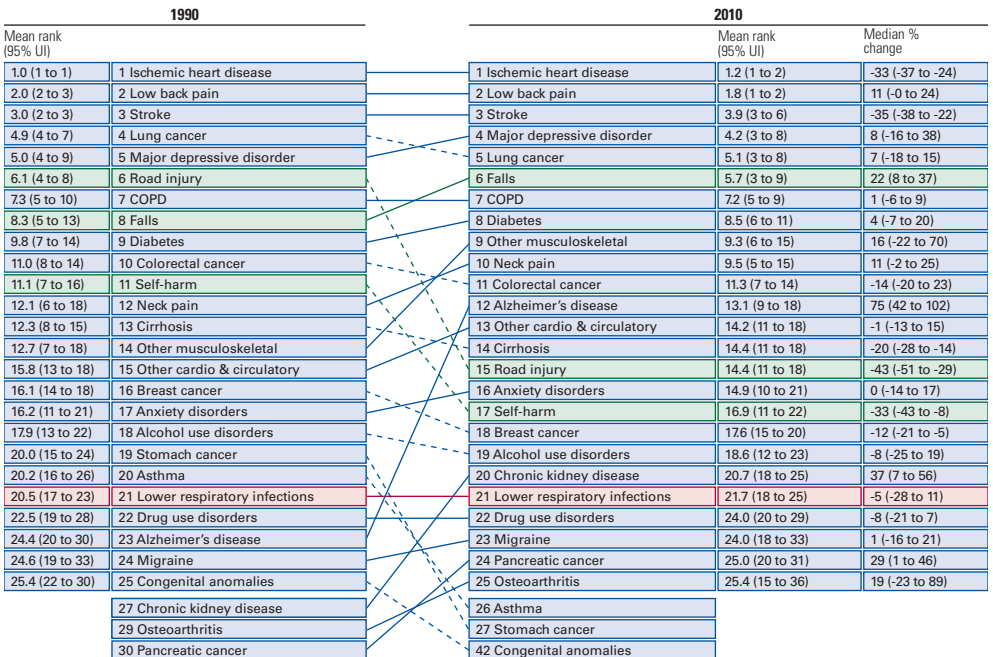 1990
2010
Mean rank
(95% UI)
Mean rank
(95% UI)
Median %
change
1.0 (1 to 1) 1 Ischemic heart disease 1 Ischemic heart disease 1.2 (1 to 2) -33 (-37 to -24)
2.0 (2 to 3) 2 Low back pain 2 Low back pain 1.8 (1 to 2) 11 (-0 to 24)
3.0 (2 to 3) 3 Stroke 3 Stroke 3.9 (3 to 6) -35 (-38 to -22)
4.9 (4 to 7) 4 Lung cancer 4 Major depressive disorder 4.2 (3 to 8) 8 (-16 to 38)
5.0 (4 to 9) 5 Major depressive disorder 5 Lung cancer 5.1 (3 to 8) 7 (-18 to 15)
6.1 (4 to 8) 6 Road injury 6 Falls 5.7 (3 to 9) 22 (8 to 37)
7.3 (5 to 10) 7 COPD 7 COPD 7.2 (5 to 9) 1 (-6 to 9)
8.3 (5 to 13) 8 Falls 8 Diabetes 8.5 (6 to 11) 4 (-7 to 20)
9.8 (7 to 14) 9 Diabetes 9 Other musculoskeletal 9.3 (6 to 15) 16 (-22 to 70)
11.0 (8 to 14) 10 Colorectal cancer 10 Neck pain 9.5 (5 to 15) 11 (-2 to 25)
11.1 (7 to 16) 11 Self-harm 11 Colorectal cancer 11.3 (7 to 14) -14 (-20 to 23)
12.1 (6 to 18) 12 Neck pain 12 Alzheimer's disease 13.1 (9 to 18) 75 (42 to 102)
12.3 (8 to 15) 13 Cirrhosis 13 Other cardio & circulatory 14.2 (11 to 18) -1 (-13 to 15)
12.7 (7 to 18) 14 Other musculoskeletal 14 Cirrhosis 14.4 (11 to 18) -20 (-28 to -14)
15.8 (13 to 18) 15 Other cardio & circulatory 15 Road injury 14.4 (11 to 18) -43 (-51 to -29)
16.1 (14 to 18) 16 Breast cancer 16 Anxiety disorders 14.9 (10 to 21) 0 (-14 to 17)
16.2 (11 to 21) 17 Anxiety disorders 17 Self-harm 16.9 (11 to 22) -33 (-43 to -8)
17.9 (13 to 22) 18 Alcohol use disorders 18 Breast cancer 17.6 (15 to 20) -12 (-21 to -5)
20.0 (15 to 24) 19 Stomach cancer 19 Alcohol use disorders 18.6 (12 to 23) -8 (-25 to 19)
20.2 (16 to 26) 20 Asthma 20 Chronic kidney disease 20.7 (18 to 25) 37 (7 to 56)
20.5 (17 to 23) 21 Lower respiratory infections 21 Lower respiratory infections 21.7 (18 to 25) -5 (-28 to 11)
22.5 (19 to 28) 22 Drug use disorders 22 Drug use disorders 24.0 (20 to 29) -8 (-21 to 7)
24.4 (20 to 30) 23 Alzheimer's disease 23 Migraine 24.0 (18 to 33) 1 (-16 to 21)
24.6 (19 to 33) 24 Migraine 24 Pancreatic cancer 25.0 (20 to 31) 29 (1 to 46)
25.4 (22 to 30) 25 Congenital anomalies 25 Osteoarthritis 25.4 (15 to 36) 19 (-23 to 89)
27 Chronic kidney disease 26 Asthma
29 Osteoarthritis 27 Stomach cancer
30 Pancreatic cancer 42 Congenital anomalies